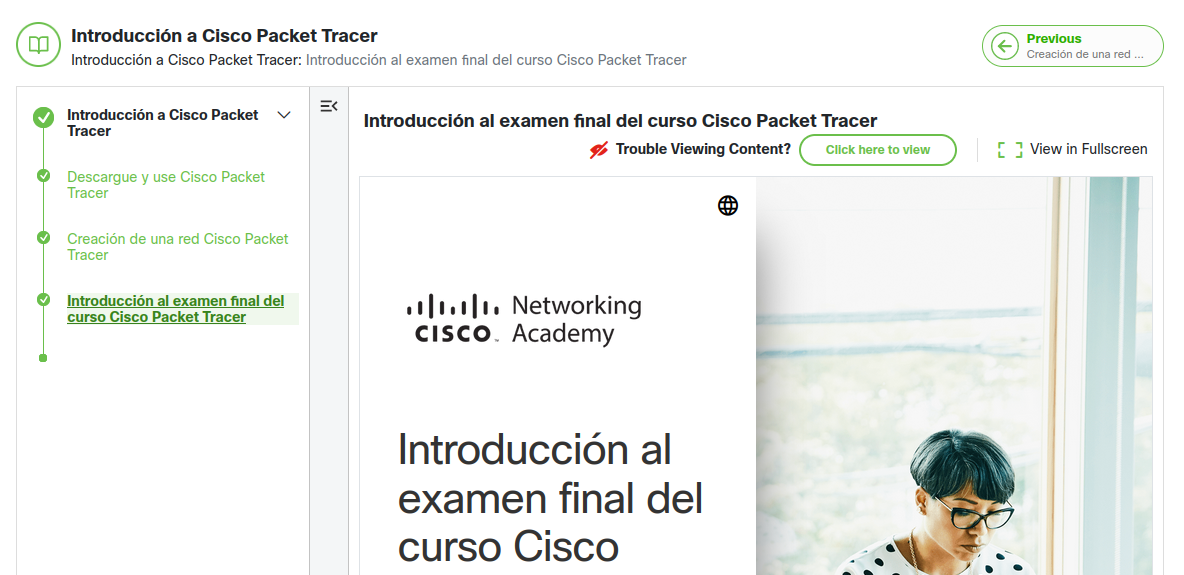 Introducción a Cisco Packet Tracer
Introducción a Cisco Packet Tracer: Introducción al examen final del curso Cisco Packet Tracer
Previous
Creación de una red ...
Introducción a Cisco Packet
Tracer
Descargue y use Cisco Packet
Tracer
Creación de una red Cisco Packet
Tracer
Introducción al examen final del
curso Cisco Packet Tracer
Introducción al examen final del curso Cisco Packet Tracer
Trouble Viewing Content?
Click here to view
View in Fullscreen
Networking
CISCO Academy
Introducción al
examen final del
curso Cisco